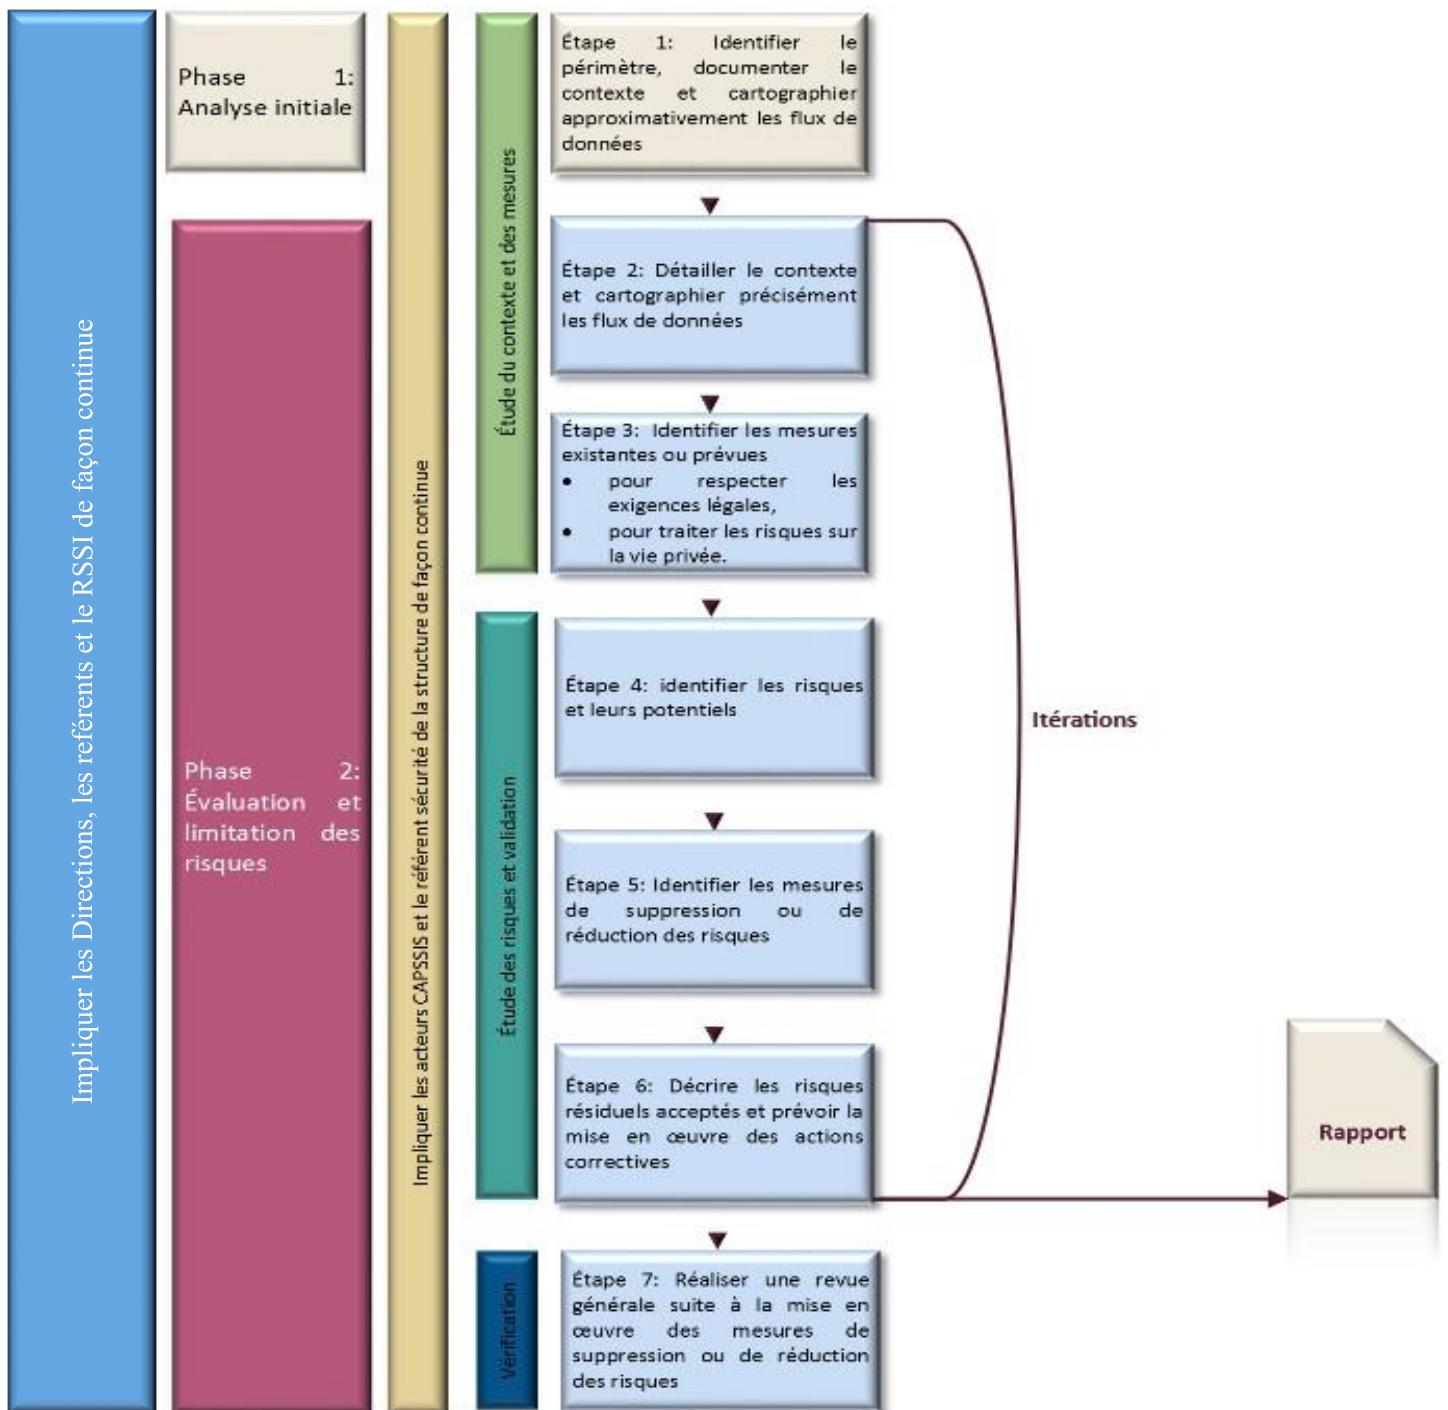 Impliquer les Directions, les référents et le RSSI de façon continue
Phase 1:
Analyse initiale
Phase 2:
Évaluation et
limitation des
risques
Impliquer les acteurs CAPSSIS et le référent sécurité de la structure de façon continue
Étude du contexte et des mesures
Étape 1: Identifier le
périmètre, documenter le
contexte et cartographier
approximativement les flux de
données
Étape 2: Détailler le contexte
et cartographier précisément
les flux de données
Étape 3: Identifier les mesures
existantes ou prévues
• pour respecter les
exigences légales,
• pour traiter les risques sur
la vie privée.
Étude des risques et validation
Étape 4: identifier les risques
et leurs potentiels
Étape 5: Identifier les mesures
de suppression ou de
réduction des risques
Étape 6: Décrire les risques
résiduels acceptés et prévoir la
mise en œuvre des actions
correctives
Itérations
Rapport
Vérification
Étape 7: Réaliser une revue
générale suite à la mise en
œuvre des mesures de
suppression ou de réduction
des risques